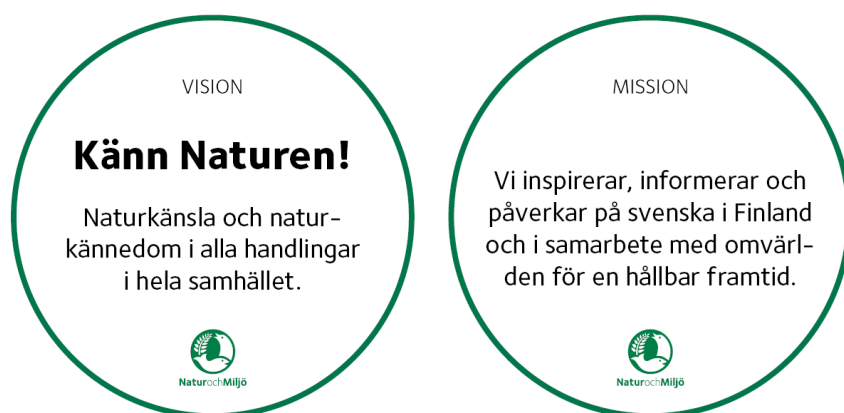 VISION
Känn Naturen!
Naturkänsla och natur-
kännedom i alla handlingar
i hela samhället.
NaturochMiljö
MISSION
Vi inspirerar, informerar och
påverkar på svenska i Finland
och i samarbete med omvärl-
den för en hållbar framtid.
NaturochMiljö